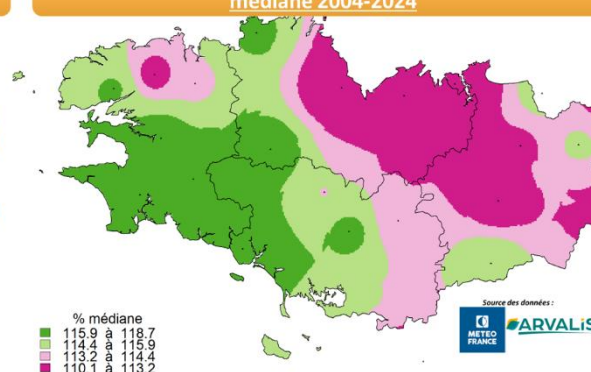 médiane 2004-2024
% médiane
115.9 à 118.7
114.4 à 115.9
113.2 à 114.4
110.1 à 113.2
Source des données :
METEO
FRANCE
ARVALIS